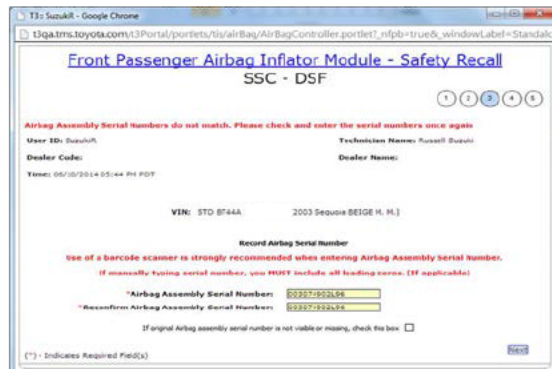 T3:: SuzukiR - Google Chrome
t3qa.tms.toyota.com/t3Portal/portlets/tis/airBag/AirBagController.portlet?_nfpb=true&_windowLabel=Standalo
Front Passenger Airbag Inflator Module - Safety Recall
SSC - DSF
1 2 3 4 5
Airbag Assembly Serial Numbers do not match. Please check and enter the serial numbers once again
User ID: SuzukiR Technician Name: Russell Suzuki
Dealer Code: Dealer Name:
Time: 06/10/2014 05:44 PM PDT
VIN: 2003 Sequoia BEIGE M. M.]
Record Airbag Serial Number
Use of a barcode scanner is strongly recommended when entering Airbag Assembly Serial Number.
If manually typing serial number, you MUST include all leading zeros. (If applicable)
*Airbag Assembly Serial Number:
*Reconfirm Airbag Assembly Serial Number:
If original Airbag assembly serial number is not visible or missing, check this box
Next
(*) - Indicates Required Field(s)